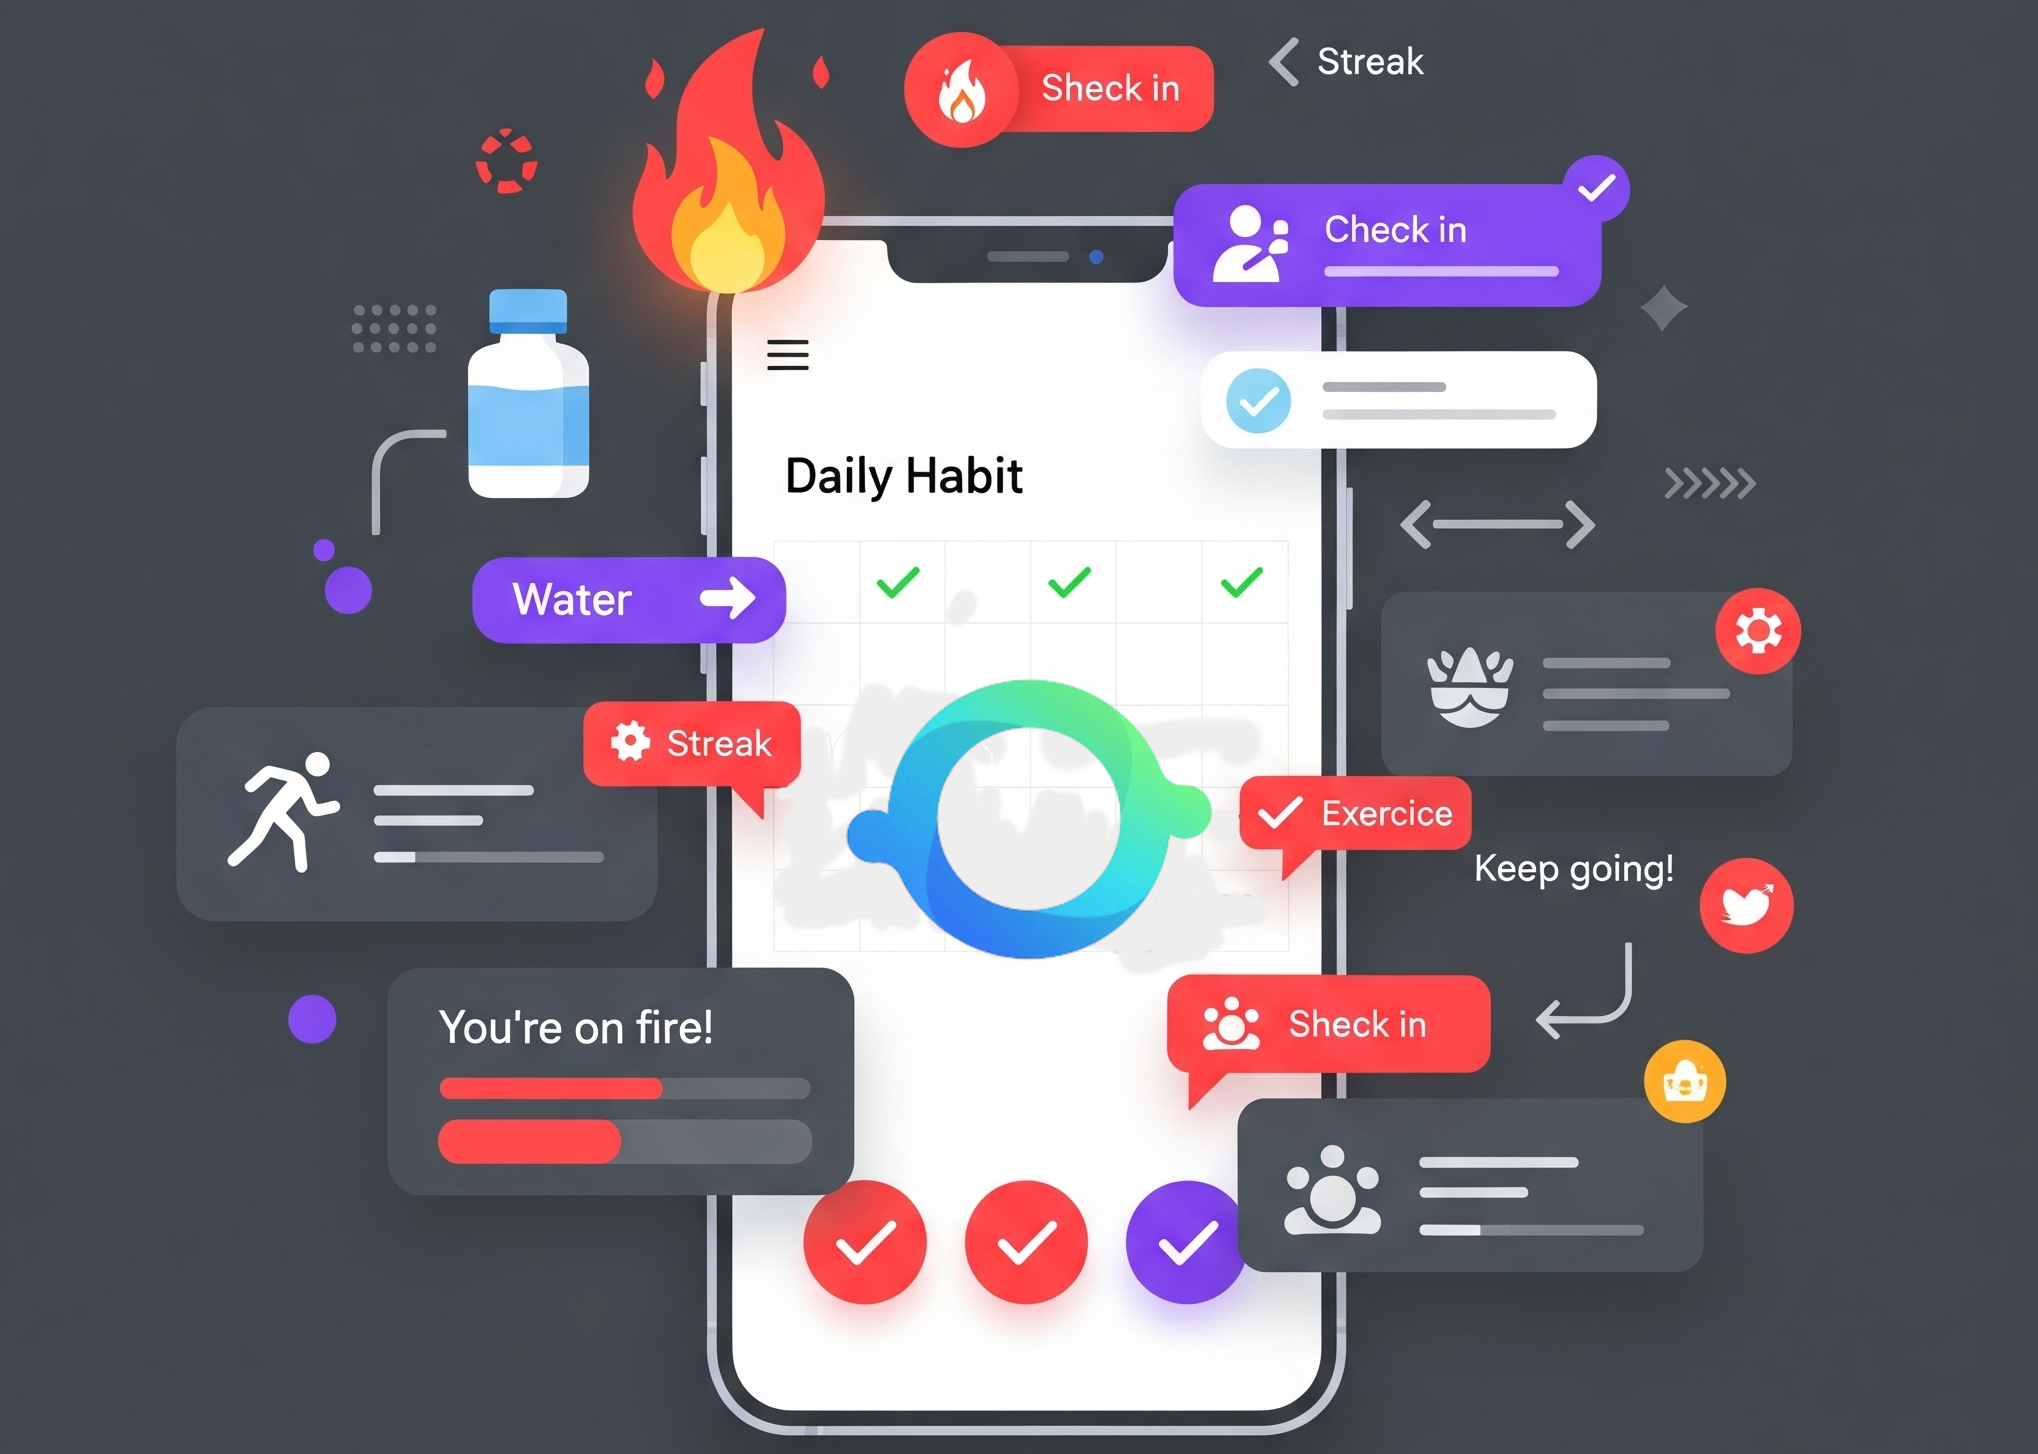 Sheck in
Streak
Check in
Daily Habit
Water
Streak
Exercice
Keep going!
You're on fire!
Sheck in